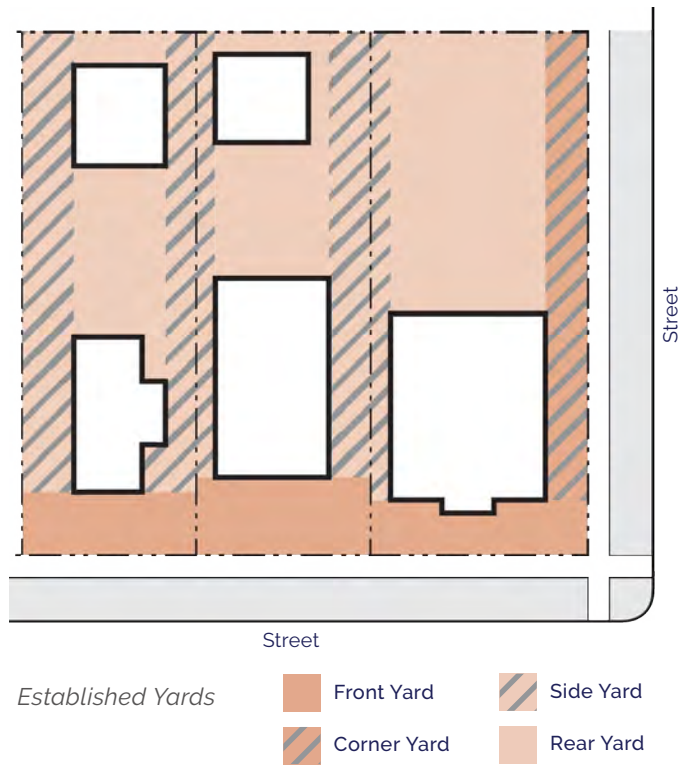 Street
Street
Established Yards
Front Yard
Side Yard
Corner Yard
Rear Yard